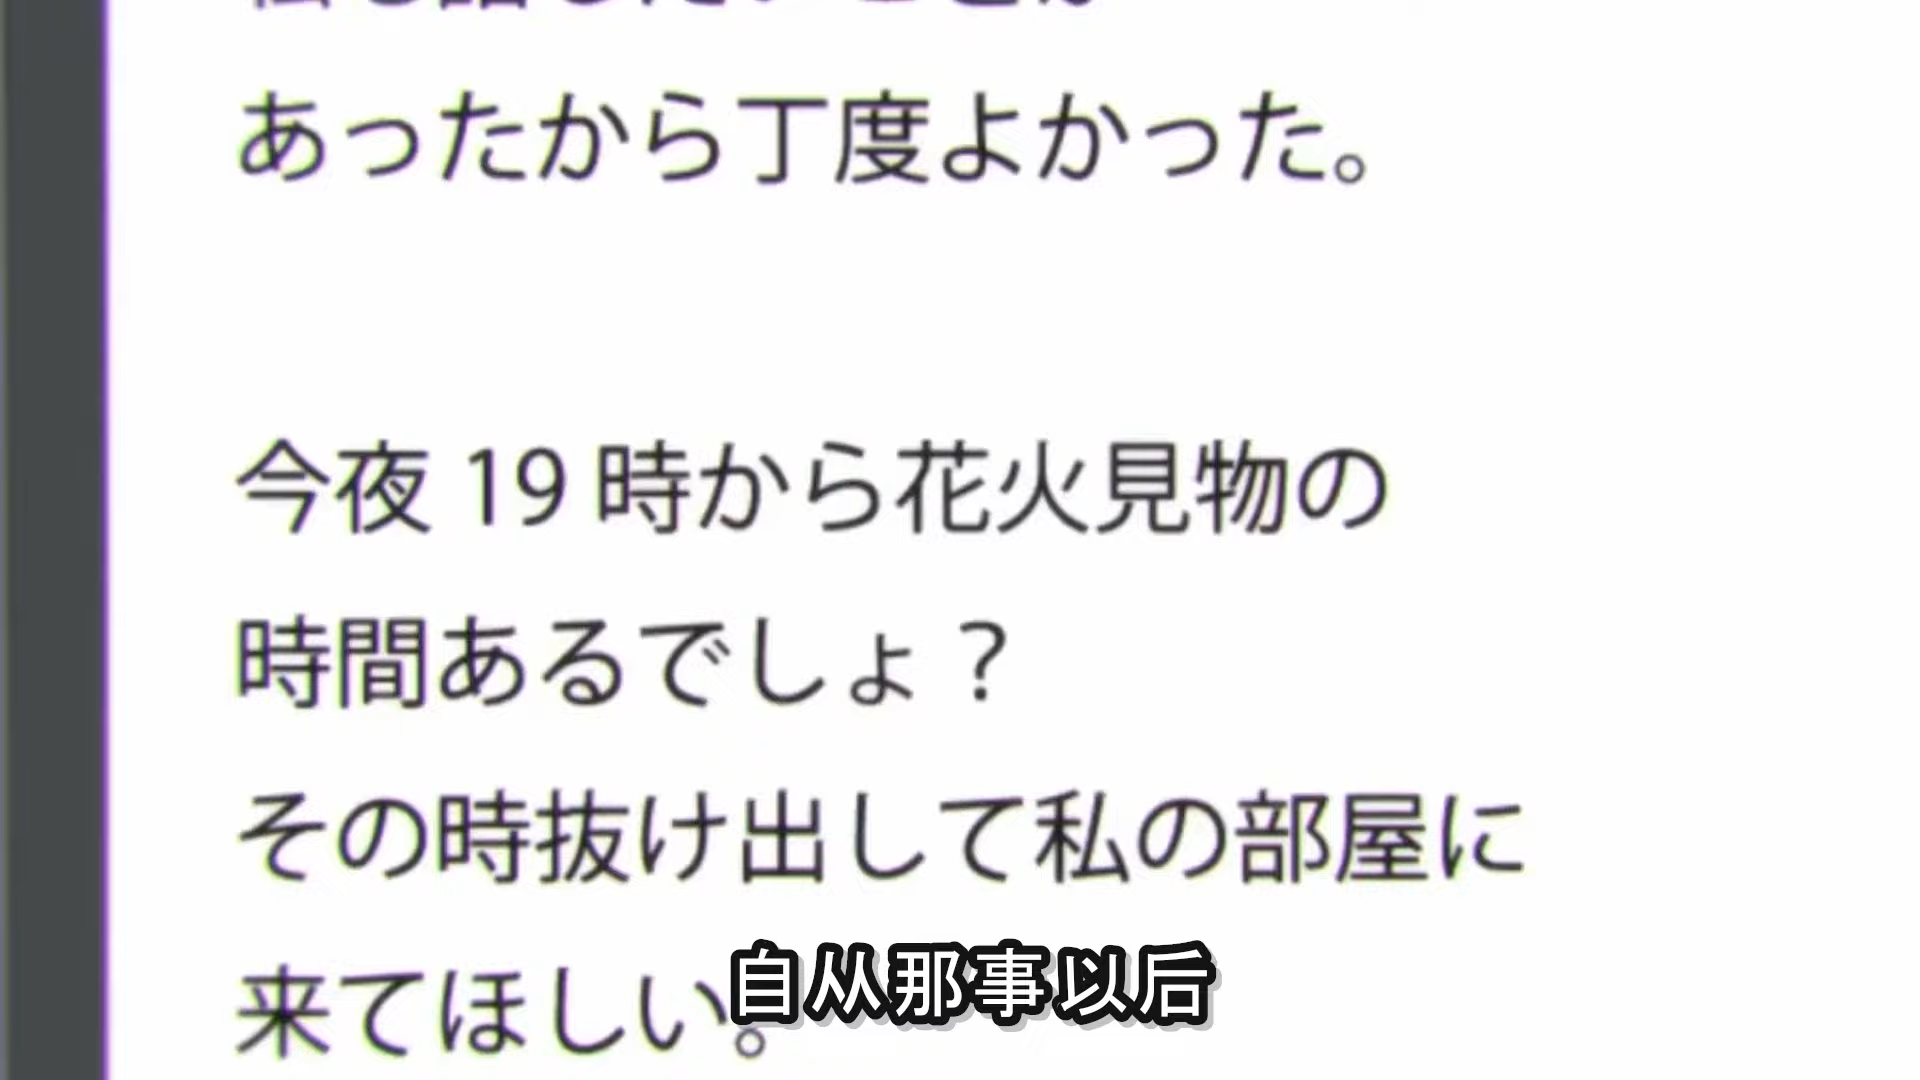 あったから丁度よかった。
今夜 19 時から花火見物の
時間あるでしょ？
その時抜け出して私の部屋に
来てほしい。
自从那事以后